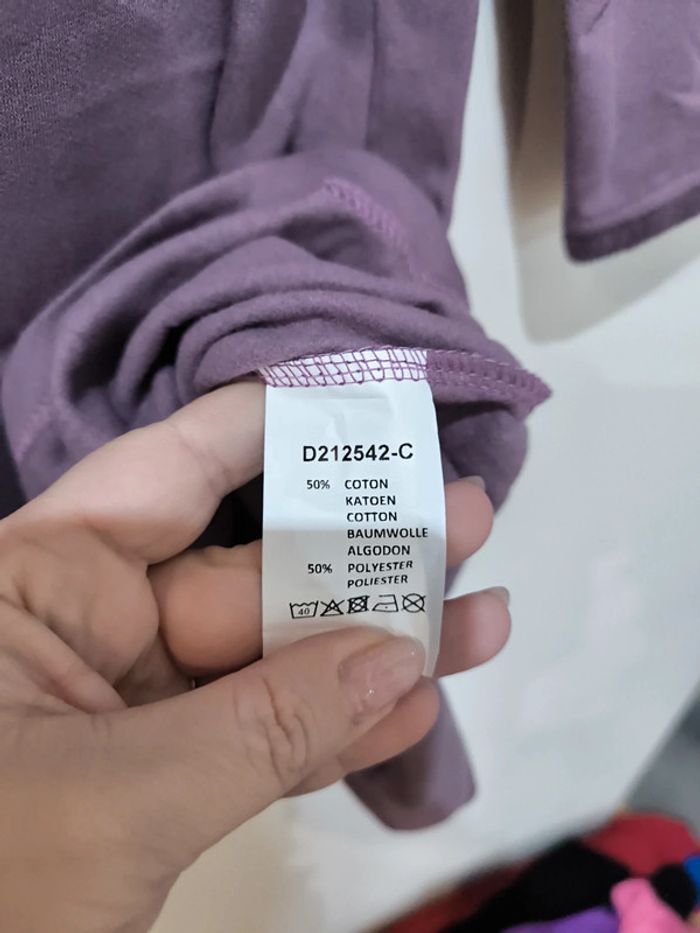 D212542-C
50% COTON
KATOEN
COTTON
BAUMWOLLE
ALGODON
50% POLYESTER
POLIESTER
40